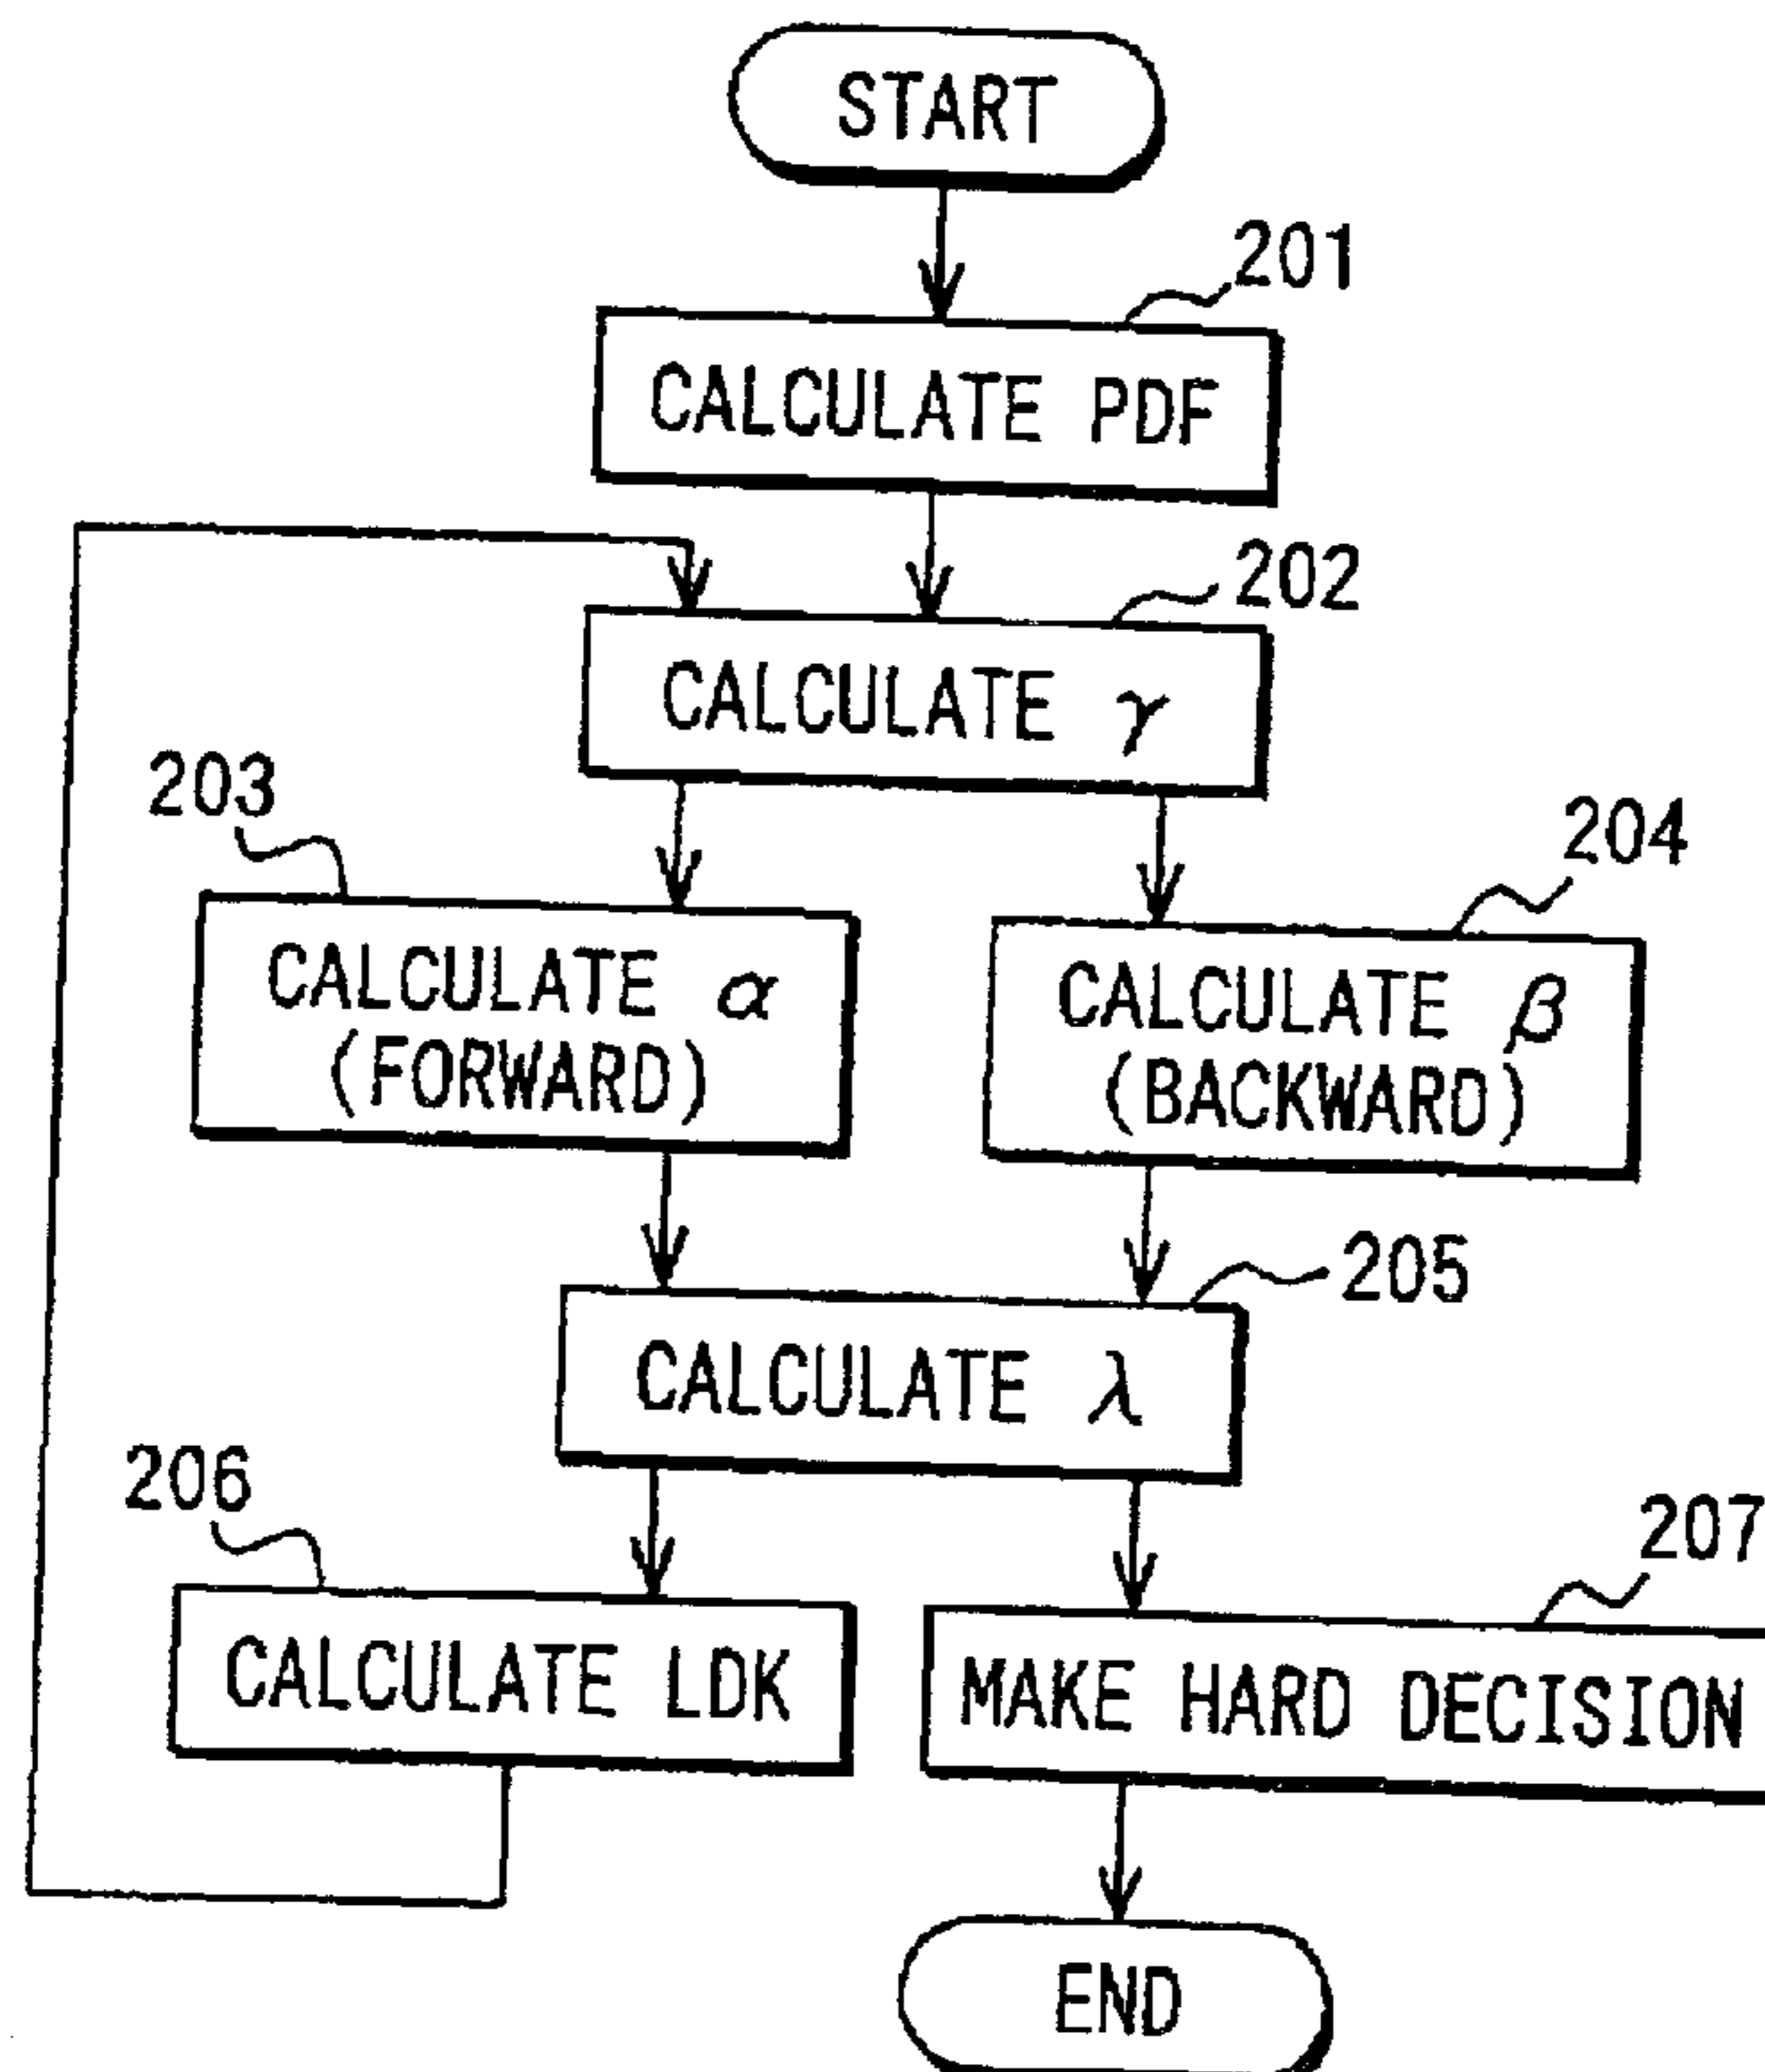 START
201
CALCULATE PDF
202
CALCULATE γ
203
204
CALCULATE α
(FORWARD)
CALCULATE β
(BACKWARD)
205
CALCULATE λ
206
207
CALCULATE LDK
MAKE HARD DECISION
END